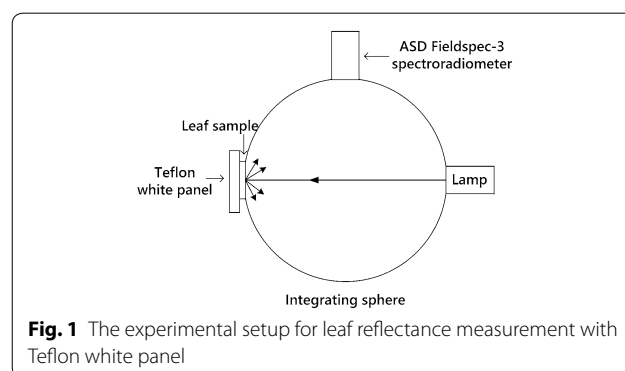 ASD Fieldspec-3
spectroradiometer
Leaf sample
Teflon
white panel
Lamp
Integrating sphere
Fig. 1 The experimental setup for leaf reflectance measurement with
Teflon white panel